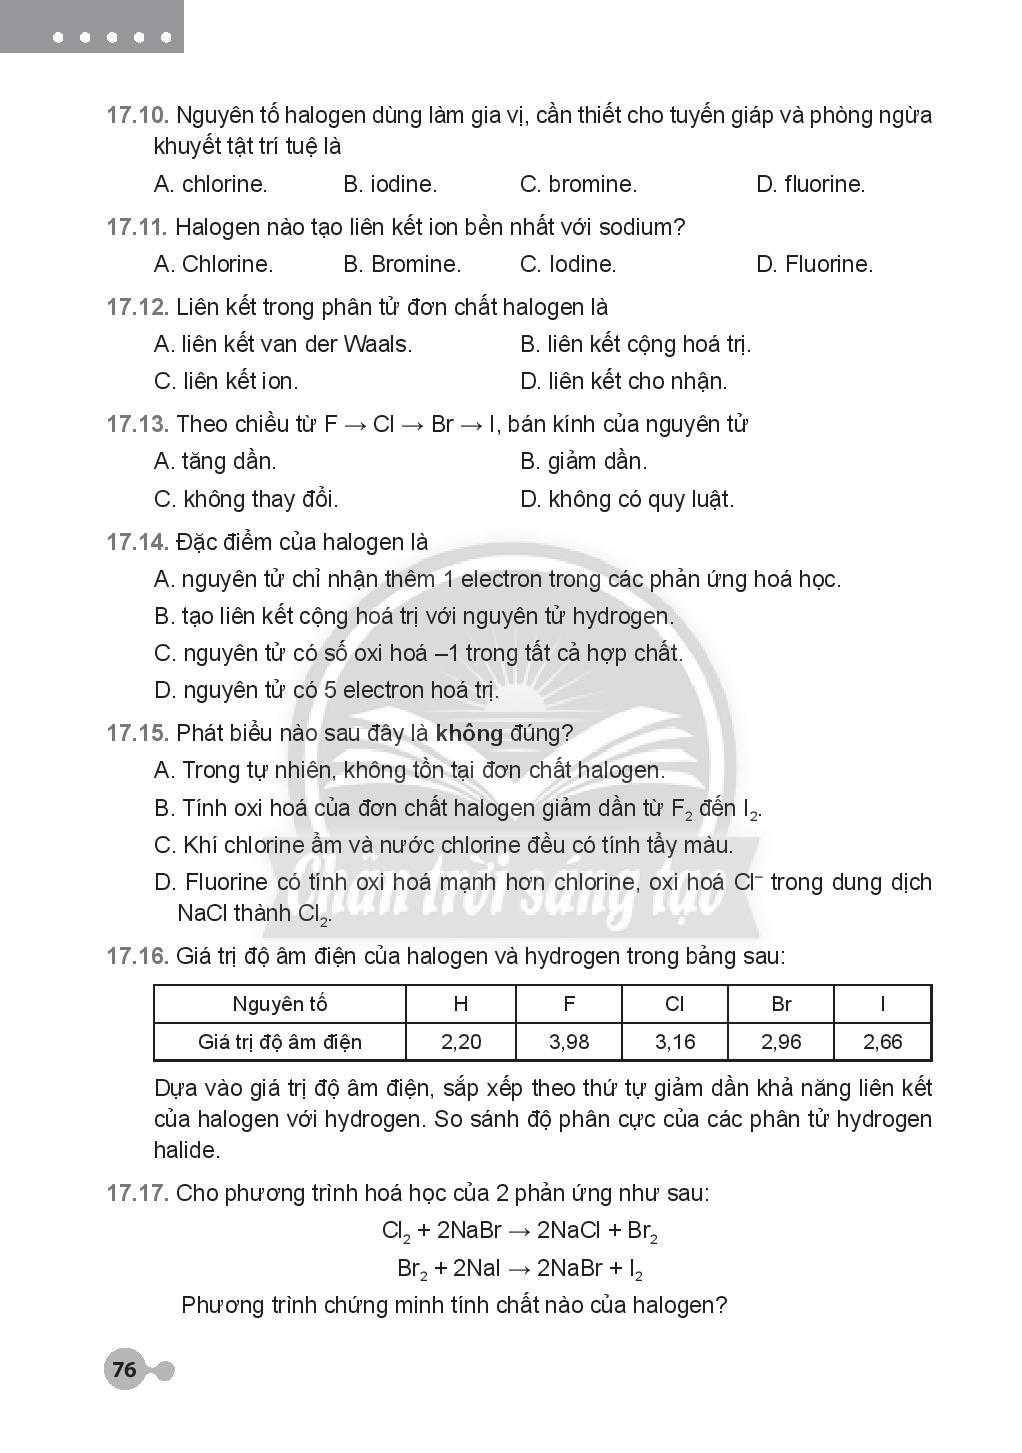 17.10. Nguyên tố halogen dùng làm gia vị, cần thiết cho tuyến giáp và phòng ngừa
khuyết tật trí tuệ là
A. chlorine. B. iodine. C. bromine. D. fluorine.
17.11. Halogen nào tạo liên kết ion bền nhất với sodium?
A. Chlorine. B. Bromine. C. Iodine. D. Fluorine.
17.12. Liên kết trong phân tử đơn chất halogen là
A. liên kết van der Waals. B. liên kết cộng hoá trị.
C. liên kết ion. D. liên kết cho nhận.
17.13. Theo chiều từ F → Cl → Br → I, bán kính của nguyên tử
A. tăng dần. B. giảm dần.
C. không thay đổi. D. không có quy luật.
17.14. Đặc điểm của halogen là
A. nguyên tử chỉ nhận thêm 1 electron trong các phản ứng hoá học.
B. tạo liên kết cộng hoá trị với nguyên tử hydrogen.
C. nguyên tử có số oxi hoá –1 trong tất cả hợp chất.
D. nguyên tử có 5 electron hoá trị.
17.15. Phát biểu nào sau đây là không đúng?
A. Trong tự nhiên, không tồn tại đơn chất halogen.
B. Tính oxi hoá của đơn chất halogen giảm dần từ F₂ đến I₂.
C. Khí chlorine ẩm và nước chlorine đều có tính tẩy màu.
D. Fluorine có tính oxi hoá mạnh hơn chlorine, oxi hoá Cl⁻ trong dung dịch
NaCl thành Cl₂.
Chân trời sáng tạo
17.16. Giá trị độ âm điện của halogen và hydrogen trong bảng sau:
Nguyên tố H F Cl Br I
Giá trị độ âm điện 2,20 3,98 3,16 2,96 2,66
Dựa vào giá trị độ âm điện, sắp xếp theo thứ tự giảm dần khả năng liên kết
của halogen với hydrogen. So sánh độ phân cực của các phân tử hydrogen
halide.
17.17. Cho phương trình hoá học của 2 phản ứng như sau:
Cl₂ + 2NaBr → 2NaCl + Br₂
Br₂ + 2NaI → 2NaBr + I₂
Phương trình chứng minh tính chất nào của halogen?
76